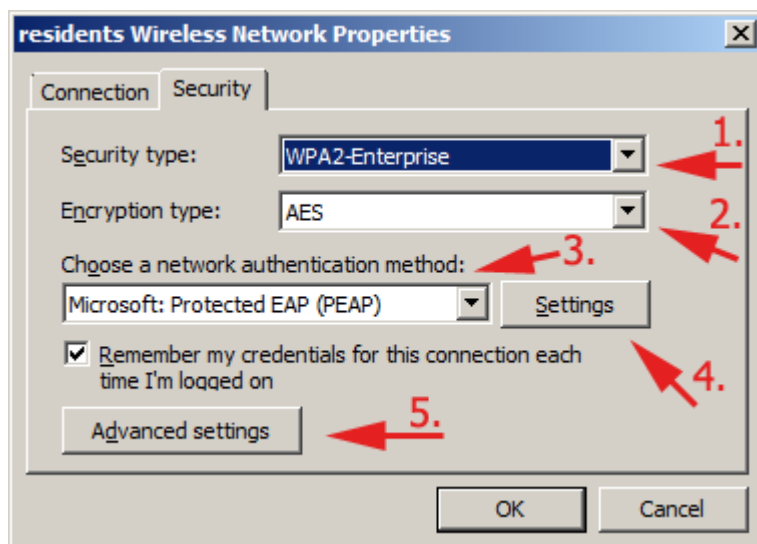 residents Wireless Network Properties
Connection Security
Security type: WPA2-Enterprise 1.
Encryption type: AES 2.
Choose a network authentication method: 3.
Microsoft: Protected EAP (PEAP) Settings
4.
Remember my credentials for this connection each
time I'm logged on
Advanced settings 5.
OK Cancel